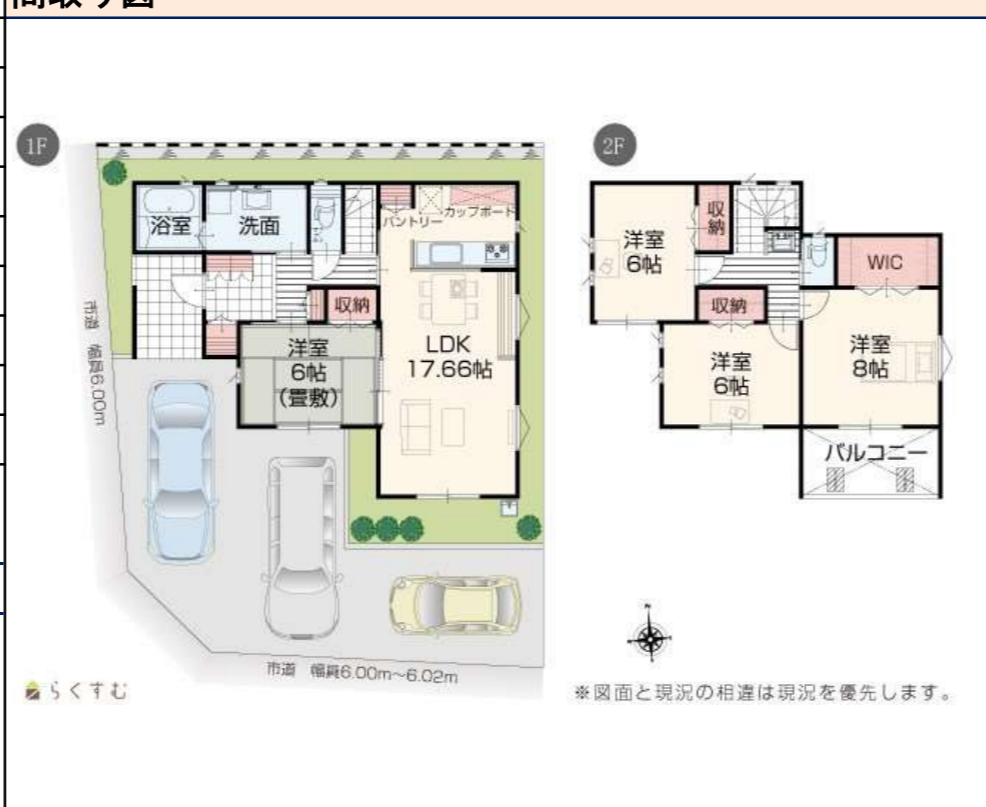 間取り図
1F
浴室
洗面
パントリー
カップボード
収納
洋室
6帖
(畳敷)
LDK
17.66帖
市道 幅員6.00m
市道 幅員6.00m〜6.02m
らくすむ
2F
洋室
6帖
収納
WIC
収納
洋室
6帖
洋室
8帖
バルコニー
N
※図面と現況の相違は現況を優先します。